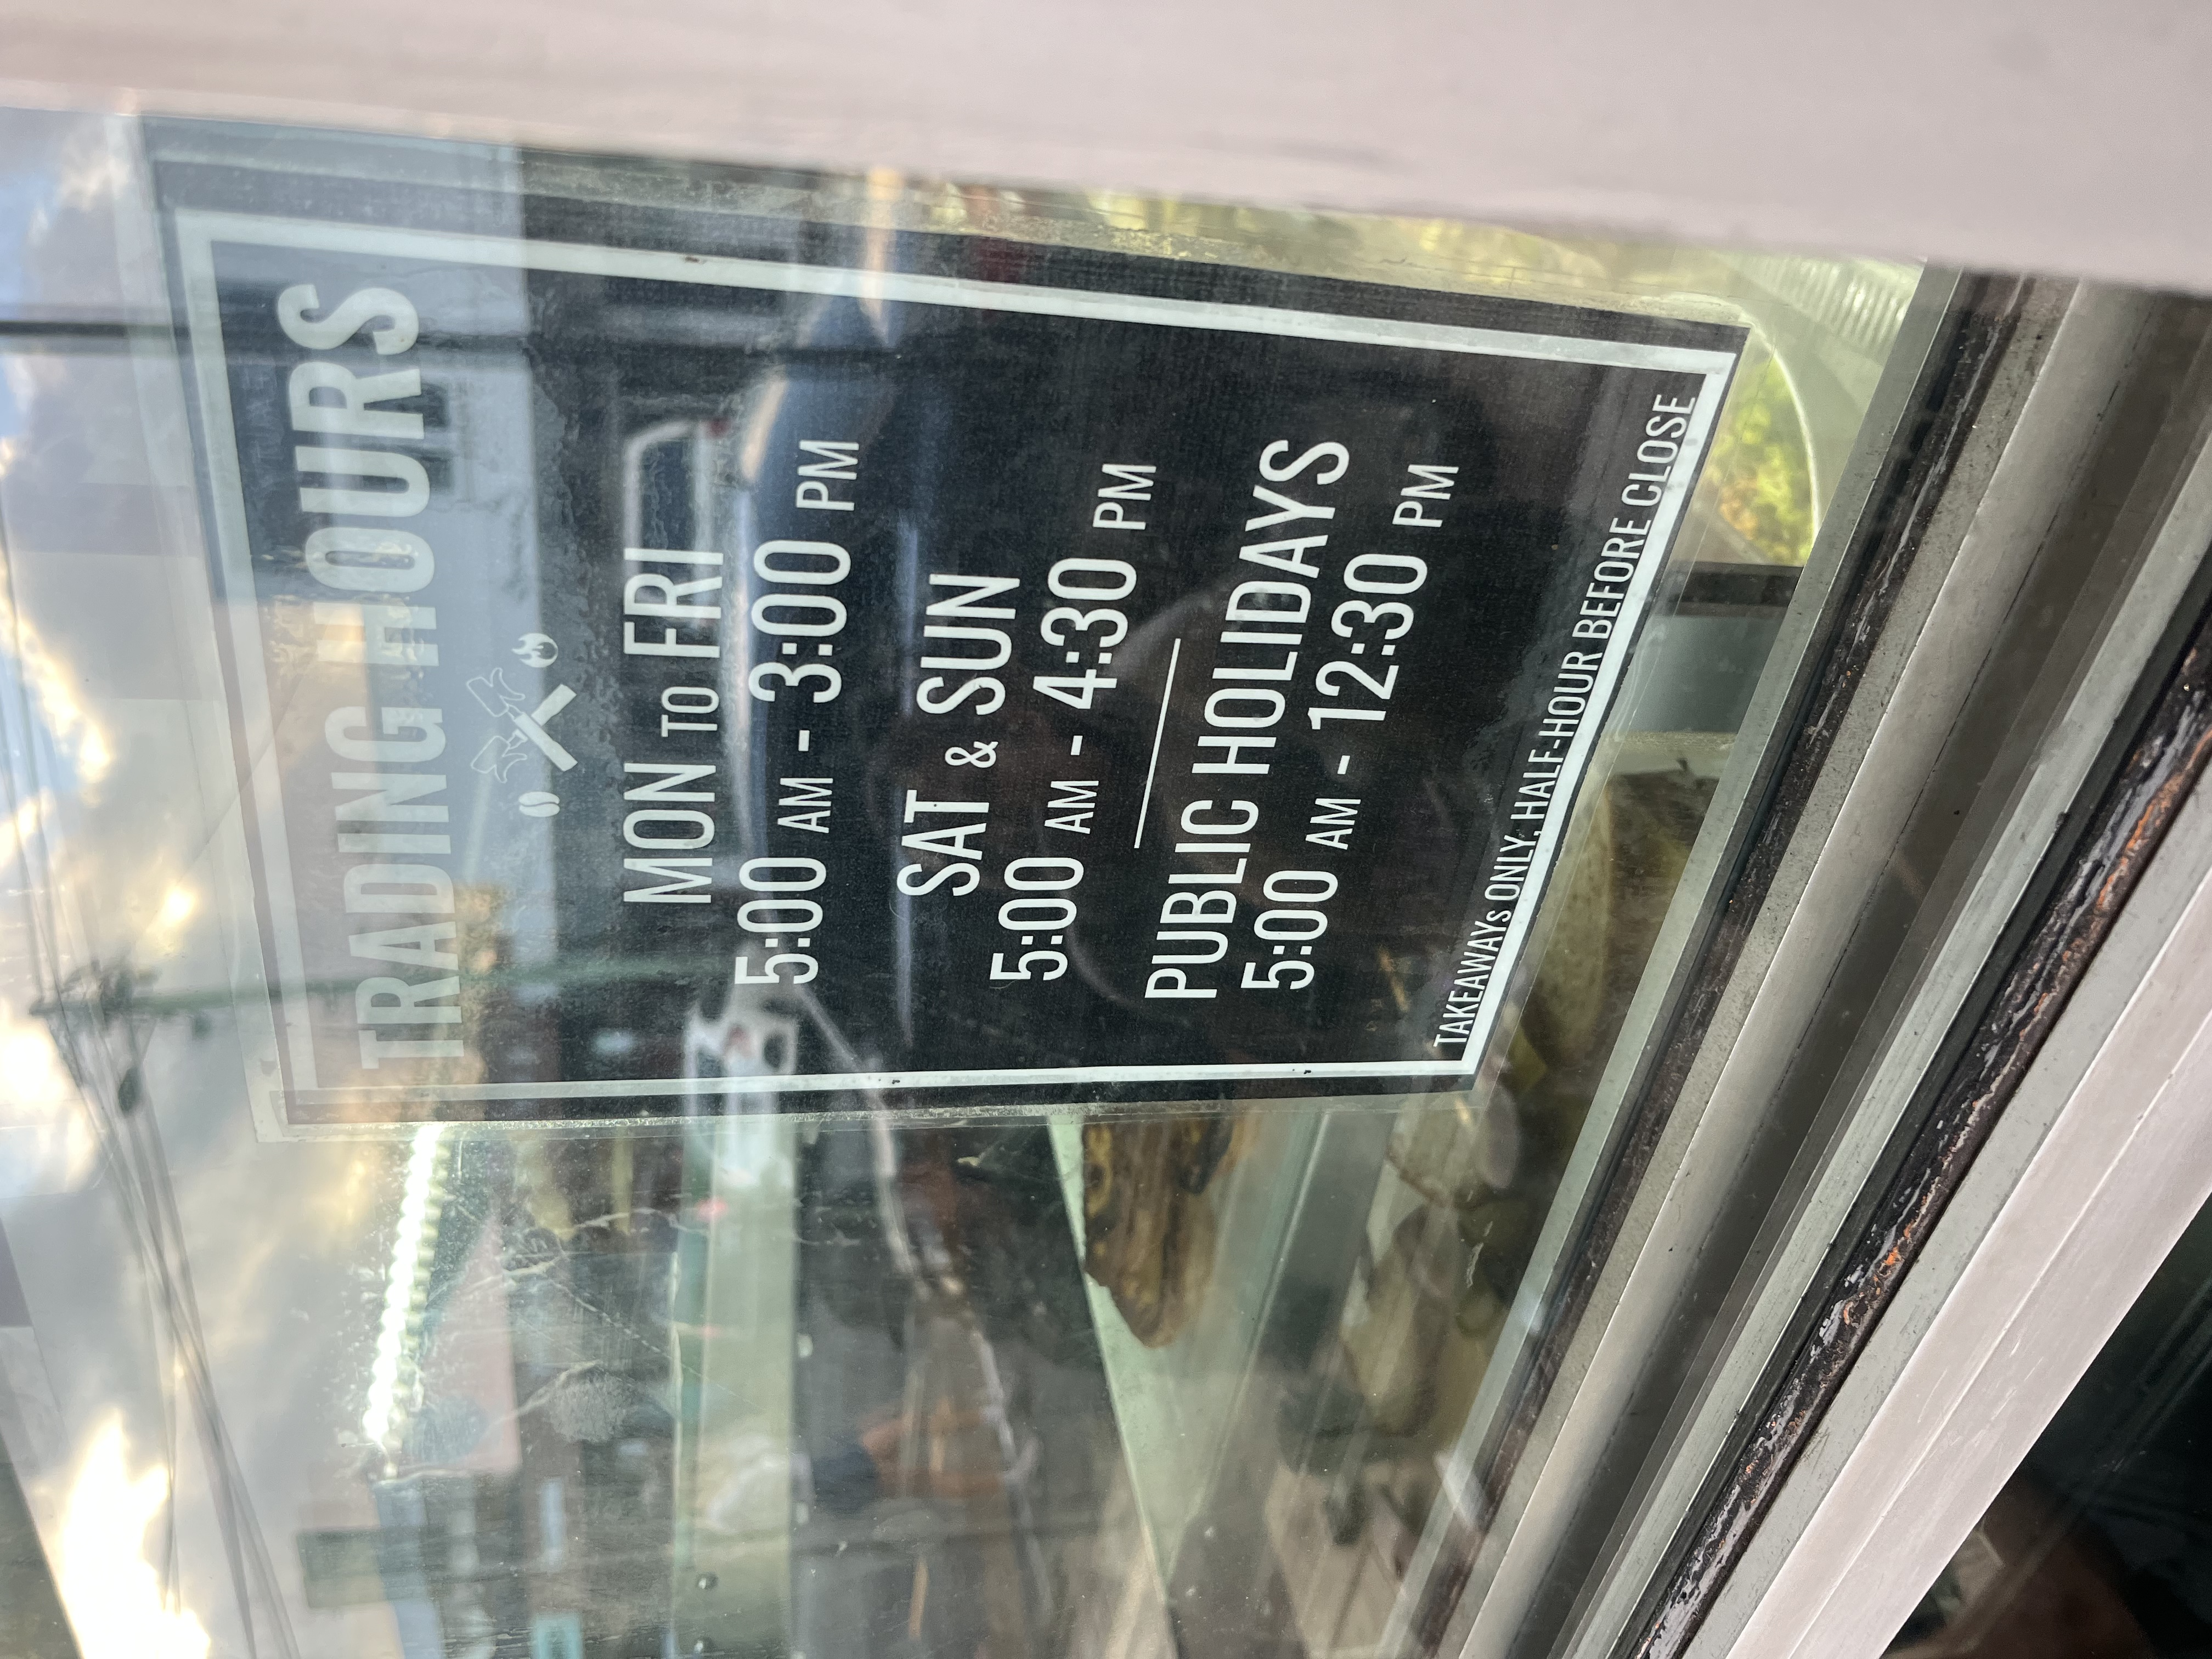 TRADING HOURS
MON TO FRI
5:00 AM - 3:00 PM
SAT & SUN
5:00 AM - 4:30 PM
PUBLIC HOLIDAYS
5:00 AM - 12:30 PM
TAKEAWAYs ONLY, HALF-HOUR BEFORE CLOSE